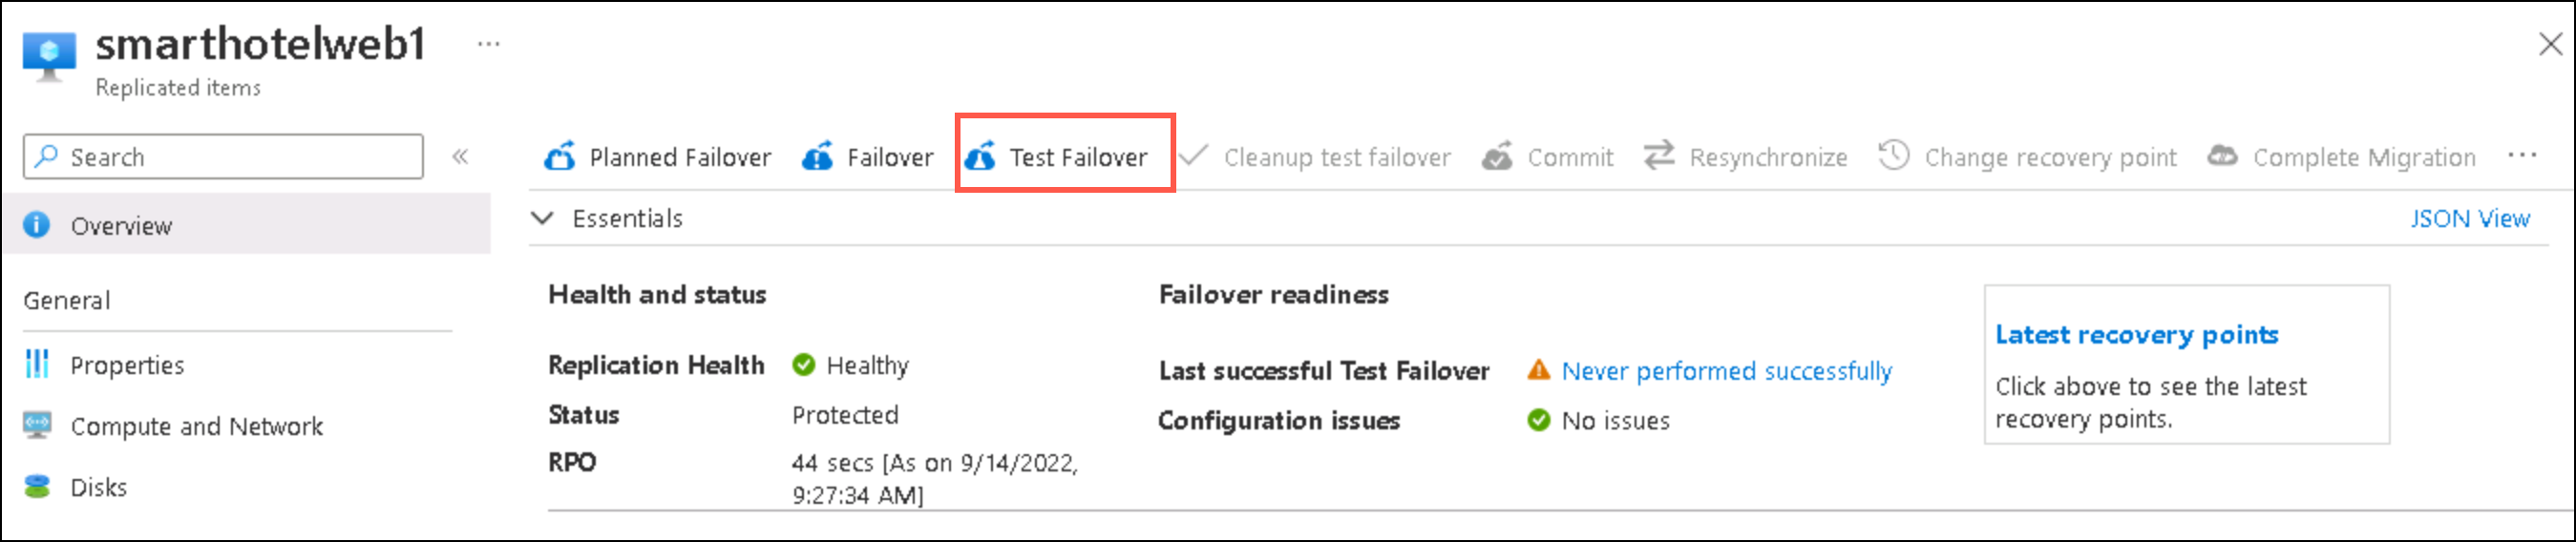 smarthotelweb1 ...
Replicated items
Search
«
Planned Failover
Failover
Test Failover
Cleanup test failover
Commit
Resynchronize
Change recovery point
Complete Migration
...
Overview
Essentials
JSON View
General
Properties
Compute and Network
Disks
Health and status
Replication Health
Healthy
Status
Protected
RPO
44 secs [As on 9/14/2022,
9:27:34 AM]
Failover readiness
Last successful Test Failover
Never performed successfully
Configuration issues
No issues
Latest recovery points
Click above to see the latest
recovery points.